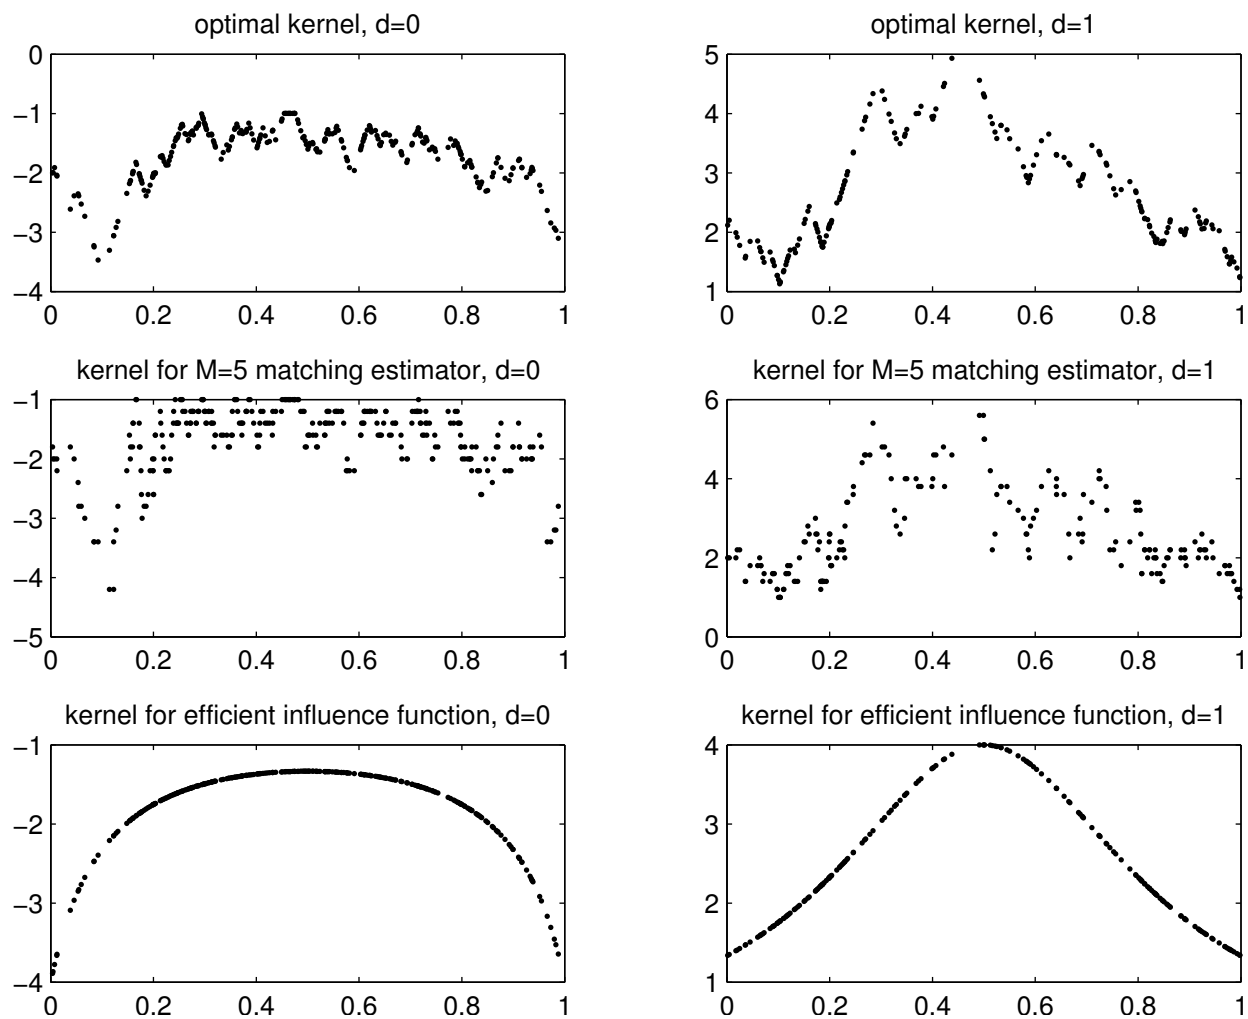 optimal kernel, d=0
0
−1
−2
−3
−4
0 0.2 0.4 0.6 0.8 1
optimal kernel, d=1
5
4
3
2
1
0 0.2 0.4 0.6 0.8 1
kernel for M=5 matching estimator, d=0
−1
−2
−3
−4
−5
0 0.2 0.4 0.6 0.8 1
kernel for M=5 matching estimator, d=1
6
4
2
0
0 0.2 0.4 0.6 0.8 1
kernel for efficient influence function, d=0
−1
−2
−3
−4
0 0.2 0.4 0.6 0.8 1
kernel for efficient influence function, d=1
4
3
2
1
0 0.2 0.4 0.6 0.8 1